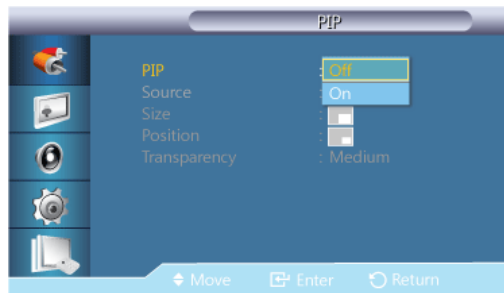 PIP
PIP : Off
Source : On
Size :
Position :
Transparency : Medium
Move Enter Return